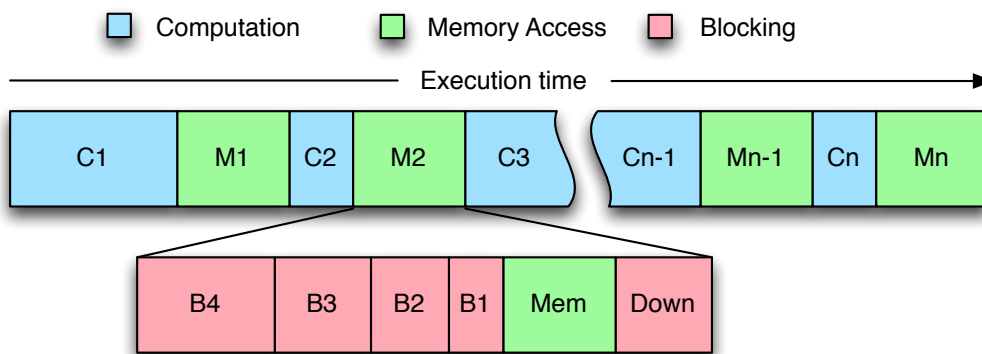 Computation Memory Access Blocking
Execution time
C1 M1 C2 M2 C3 Cn-1 Mn-1 Cn Mn
B4 B3 B2 B1 Mem Down